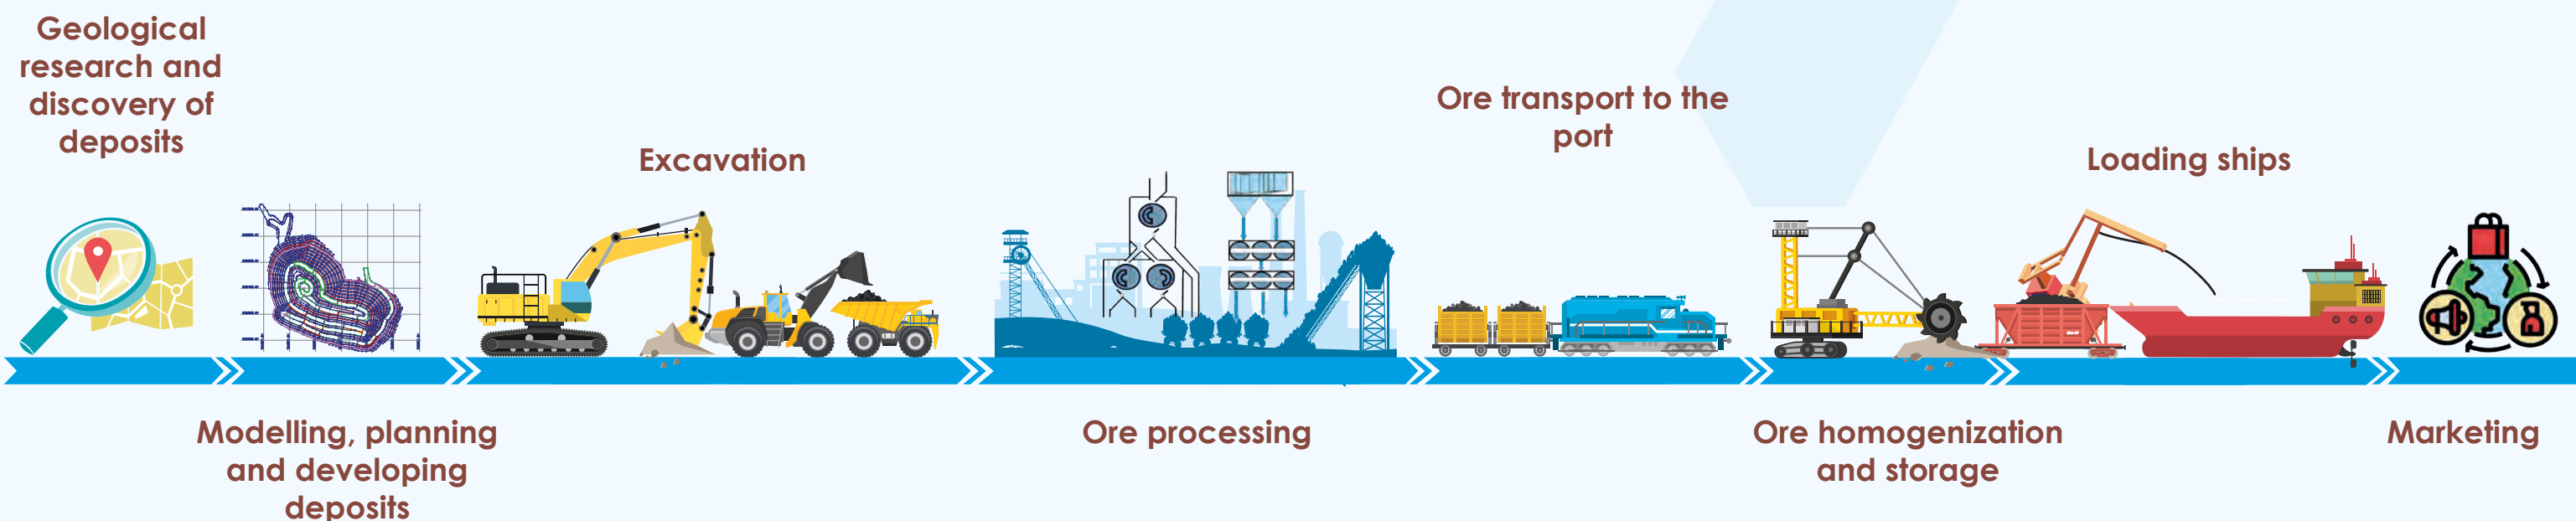 Geological
research and
discovery of
deposits
Modelling, planning
and developing
deposits
Excavation
Ore processing
Ore transport to the
port
Ore homogenization
and storage
Loading ships
Marketing